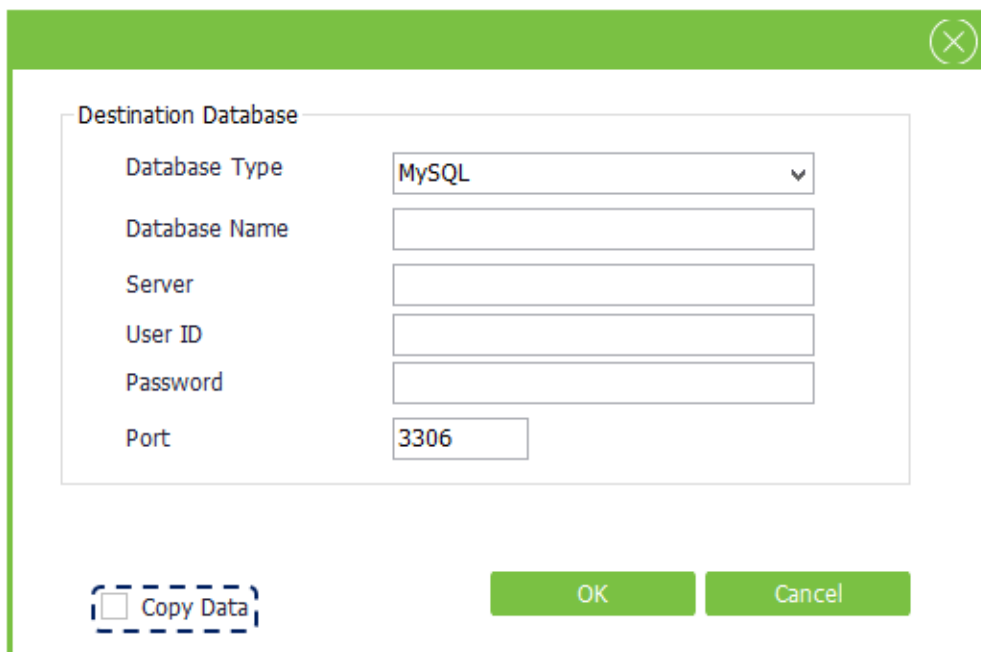 Destination Database
Database Type MySQL
Database Name
Server
User ID
Password
Port 3306
Copy Data OK Cancel